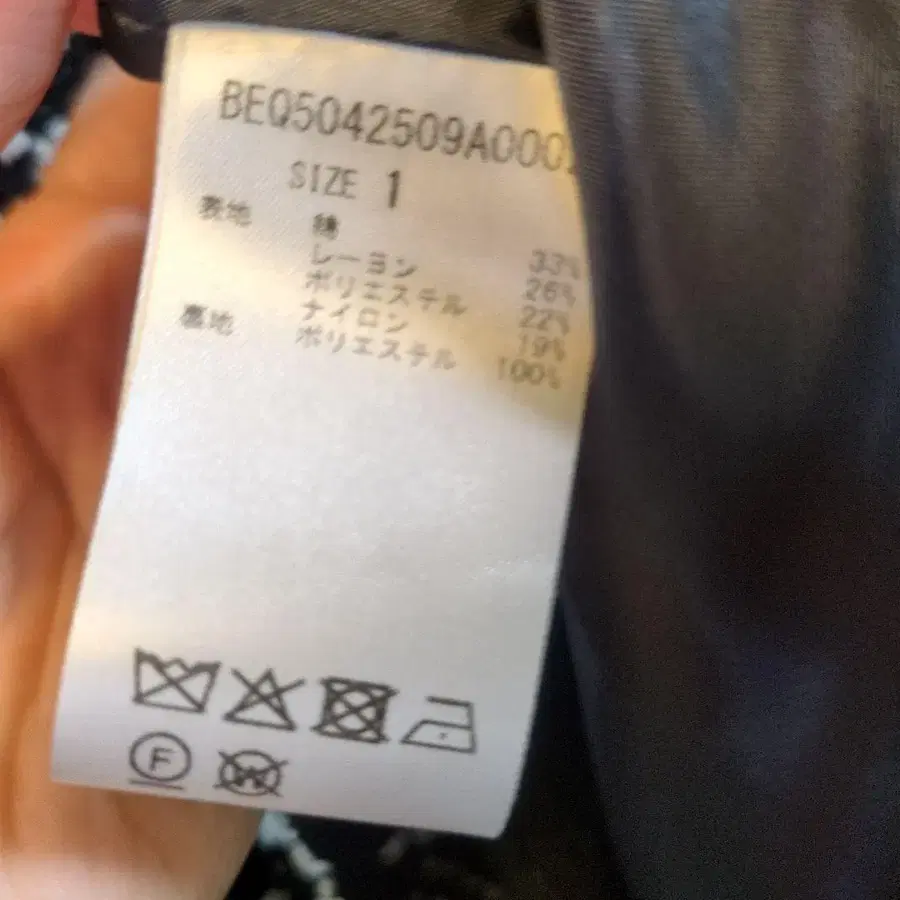 BEQ5042509A000
SIZE 1
表地 綿 33%
レーヨン 26%
ポリエステル 22%
ナイロン 19%
裏地 ポリエステル 100%
F W